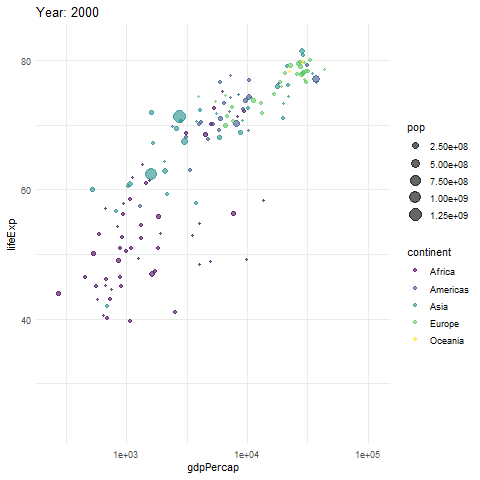 Year: 2000
80
60
40
lifeExp
1e+03
1e+04
1e+05
gdpPercap
pop
2.50e+08
5.00e+08
7.50e+08
1.00e+09
1.25e+09
continent
Africa
Americas
Asia
Europe
Oceania